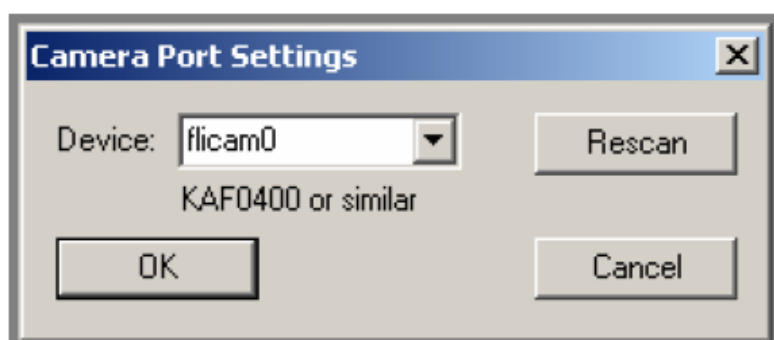 Camera Port Settings
Device: flicam0 Rescan
KAF0400 or similar
OK Cancel